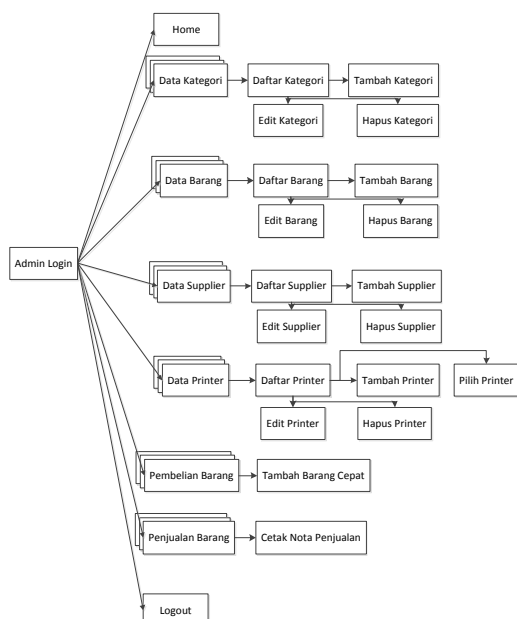 Home
Data Kategori
Daftar Kategori
Tambah Kategori
Edit Kategori
Hapus Kategori
Data Barang
Daftar Barang
Tambah Barang
Edit Barang
Hapus Barang
Admin Login
Data Supplier
Daftar Supplier
Tambah Supplier
Edit Supplier
Hapus Supplier
Data Printer
Daftar Printer
Tambah Printer
Pilih Printer
Edit Printer
Hapus Printer
Pembelian Barang
Tambah Barang Cepat
Penjualan Barang
Cetak Nota Penjualan
Logout